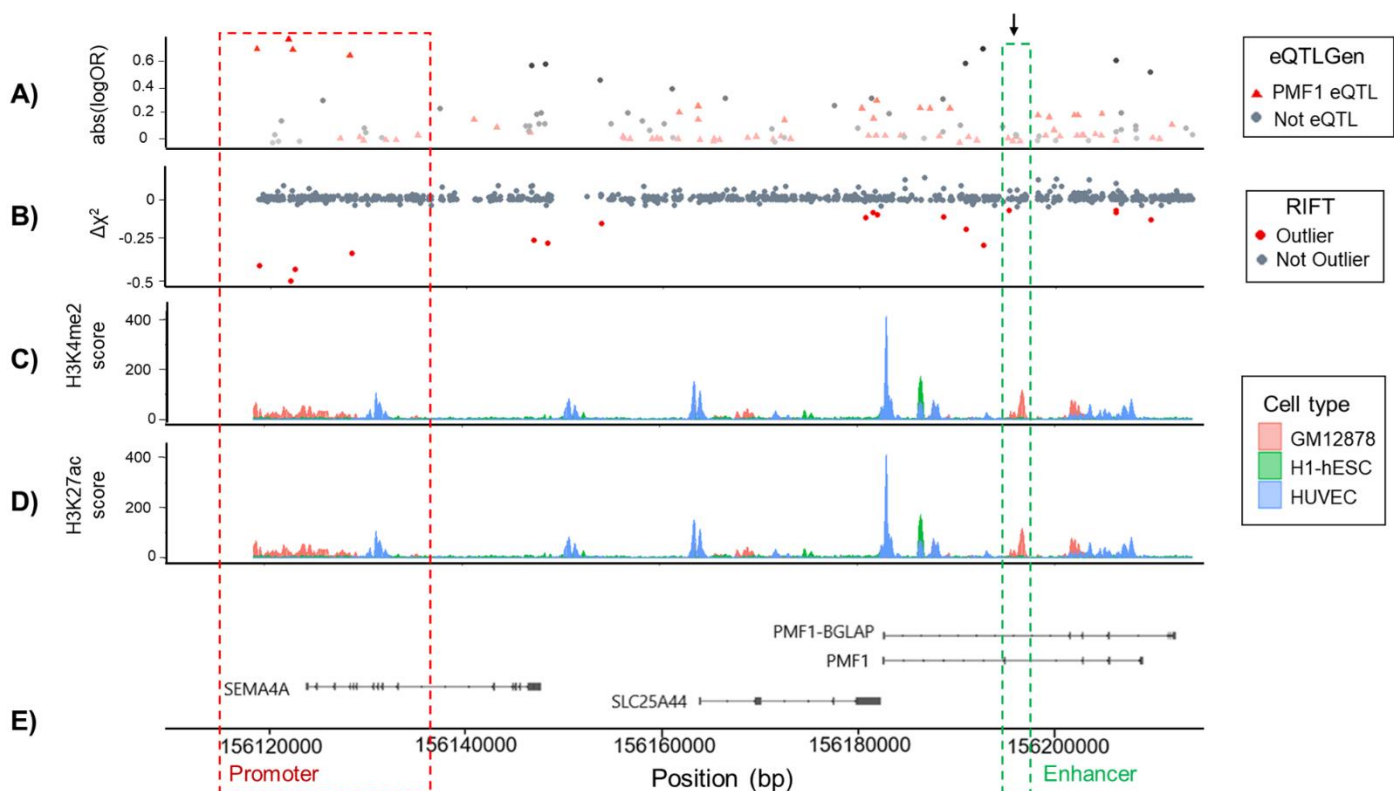 A)
abs(logOR)
0.6
0.4
0.2
0
eQTLGen
PMF1 eQTL
Not eQTL
B)
Δχ²
0
-0.25
-0.5
RIFT
Outlier
Not Outlier
C)
H3K4me2
score
400
200
0
Cell type
GM12878
H1-hESC
HUVEC
D)
H3K27ac
score
400
200
0
PMF1-BGLAP
PMF1
SEMA4A
SLC25A44
E)
156120000 156140000 156160000 156180000 156200000
Promoter Position (bp) Enhancer